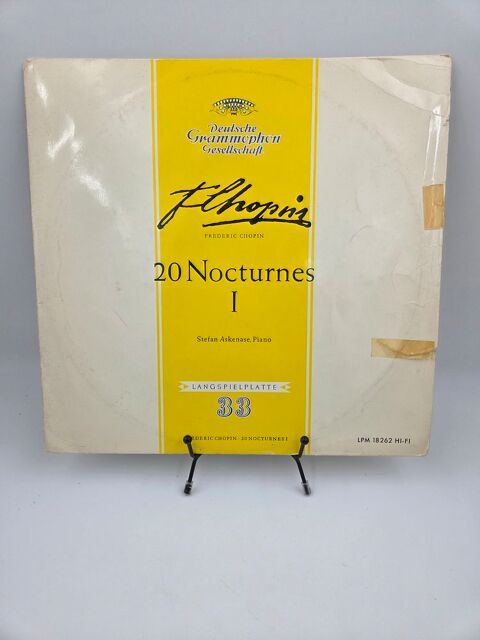 Deutsche
Grammophon
Gesellschaft
F Chopin
FREDERIC CHOPIN
20 Nocturnes
I
Stefan Askenase, Piano
LANGSPIELPLATTE
33
FREDERIC CHOPIN · 20 NOCTURNES I
LPM 18262 HI-FI